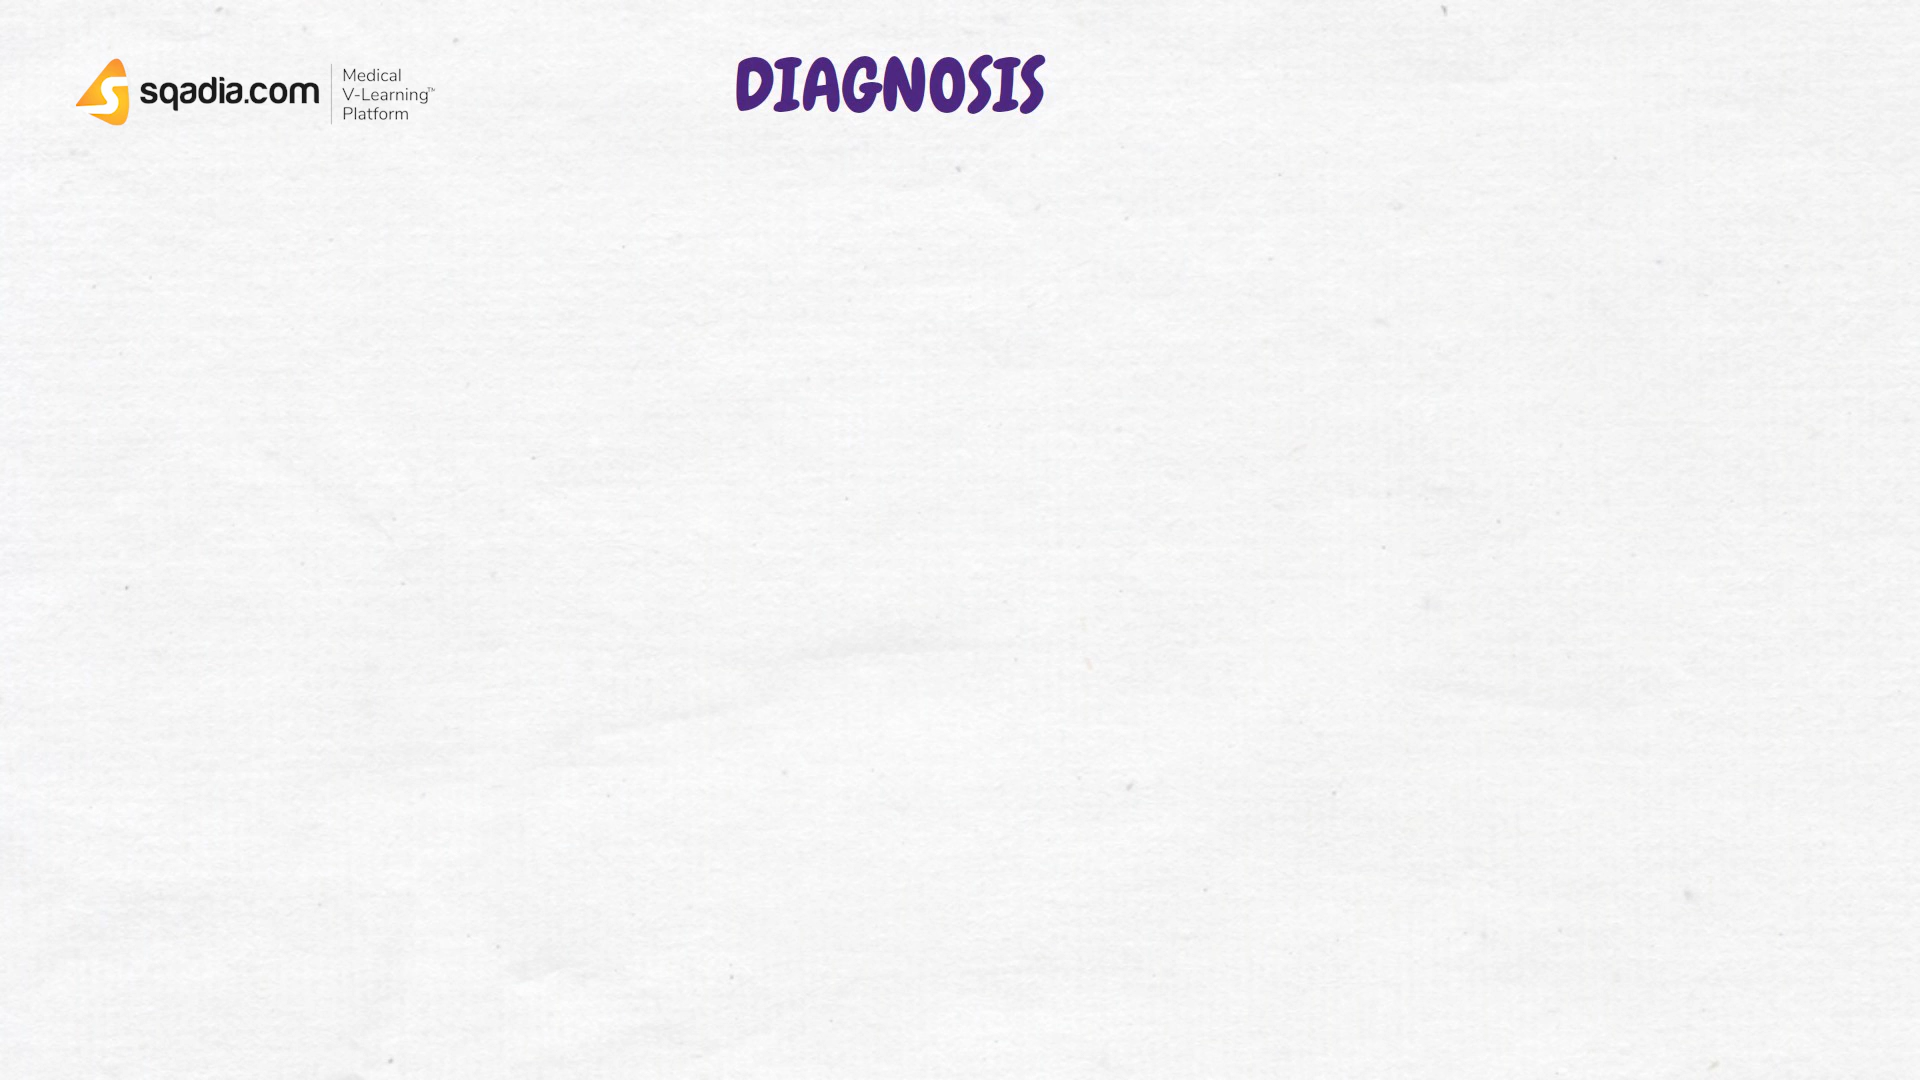 sqadia.com
Medical
V-Learning™
Platform
DIAGNOSIS